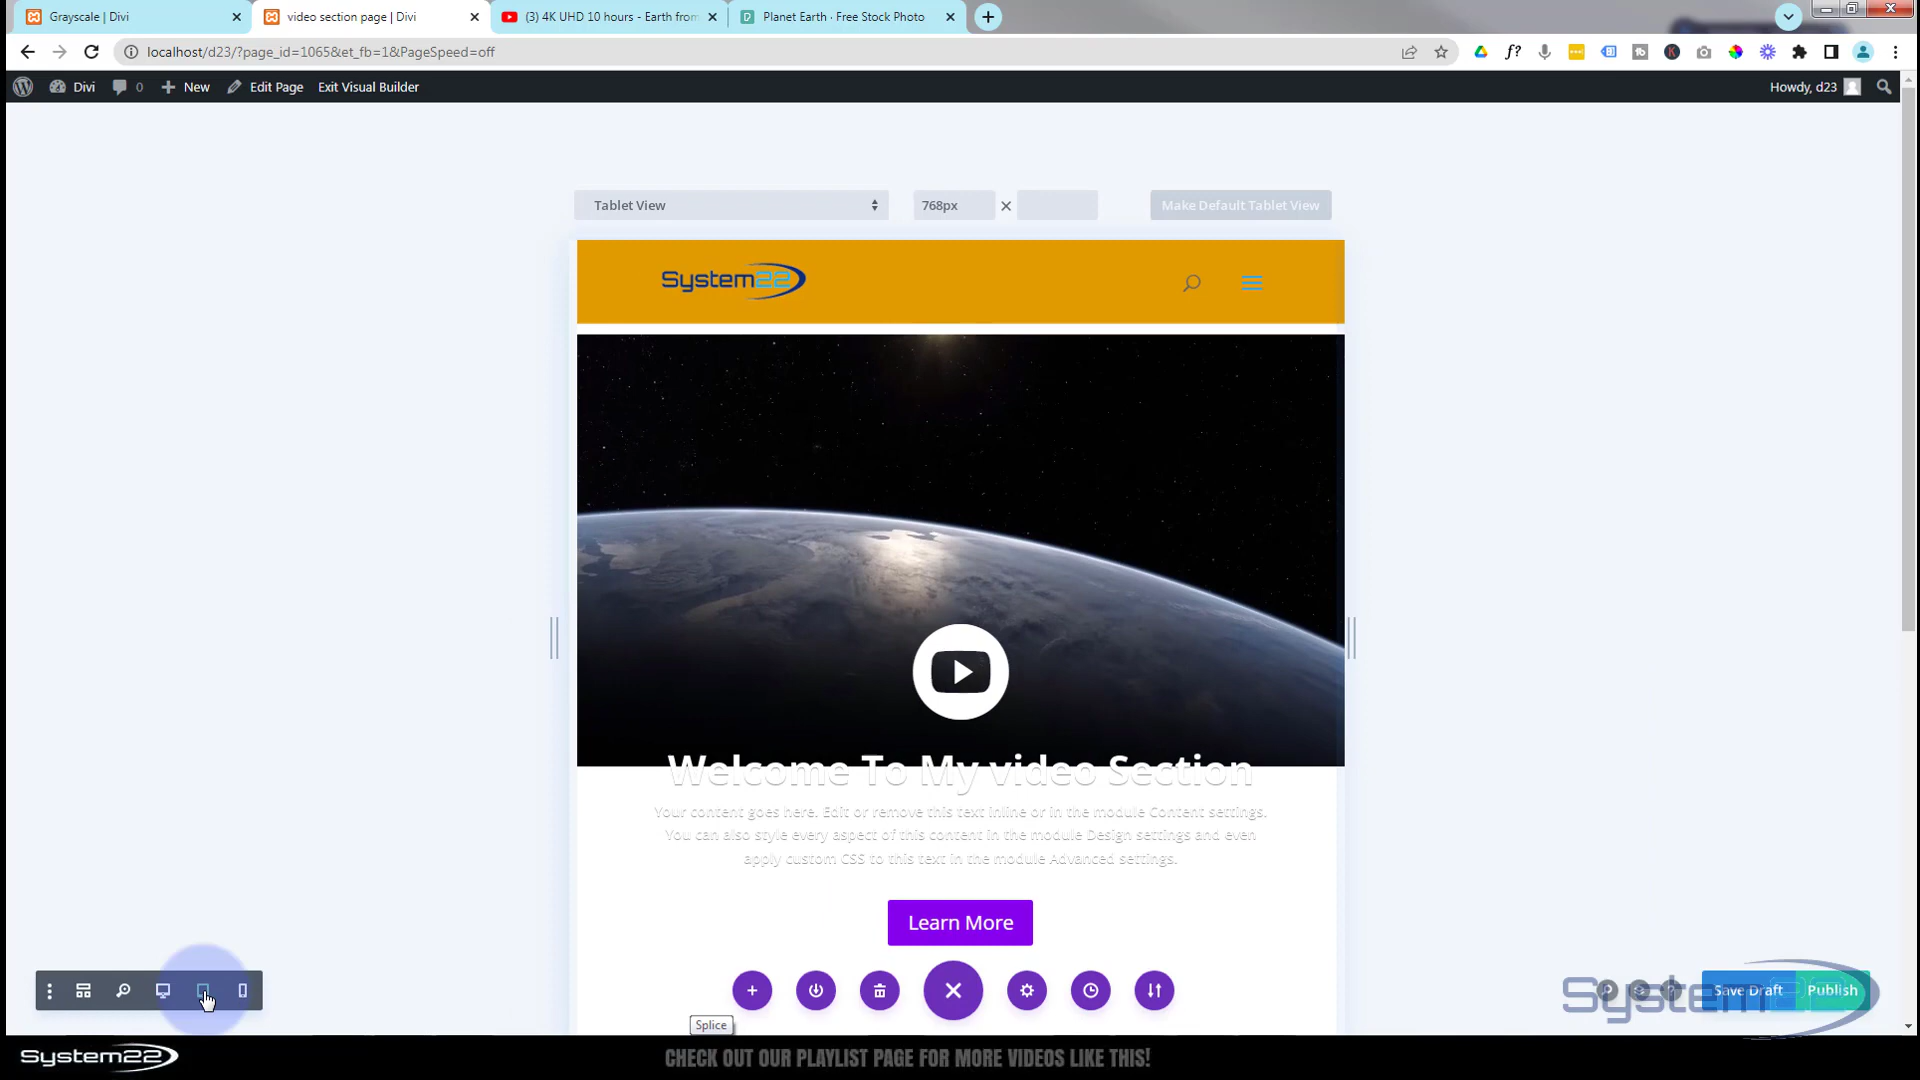 Grayscale | Divi
video section page | Divi
(3) 4K UHD 10 hours - Earth from
Planet Earth · Free Stock Photo
localhost/d23/?page_id=1065&et_fb=1&PageSpeed=off
Divi
0
New
Edit Page
Exit Visual Builder
Howdy, d23
Tablet View
768px
Make Default Tablet View
System22
Welcome To My video Section
Your content goes here. Edit or remove this text inline or in the module Content settings.
You can also style every aspect of this content in the module Design settings and even
apply custom CSS to this text in the module Advanced settings.
Learn More
Save Draft
Publish
System22
Splice
System22
CHECK OUT OUR PLAYLIST PAGE FOR MORE VIDEOS LIKE THIS!